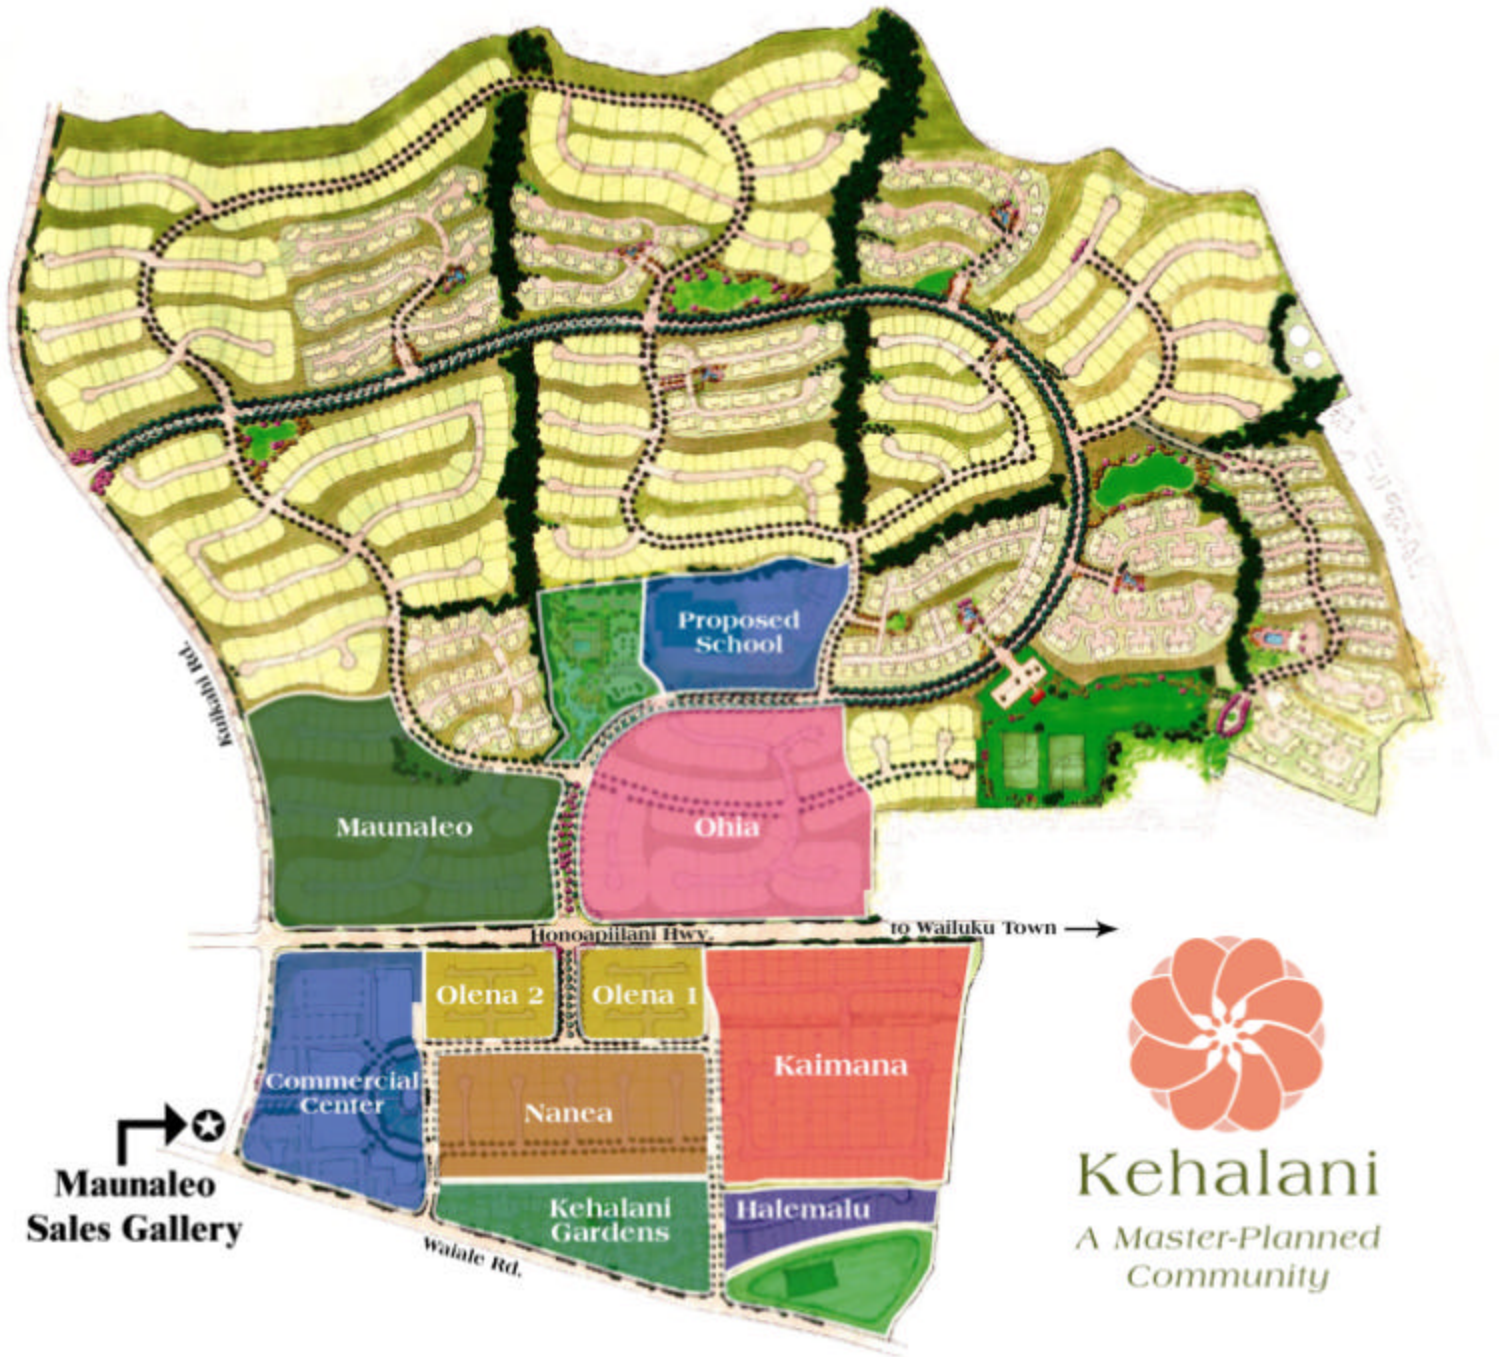 Proposed
School
Kuikahi Rd.
Maunaleo
Ohia
Honoapiilani Hwy.
to Wailuku Town
Olena 2
Olena 1
Kaimana
Commercial
Center
Nanea
Maunaleo
Sales Gallery
Kehalani
Gardens
Halemalu
Waiale Rd.
Kehalani
A Master-Planned
Community